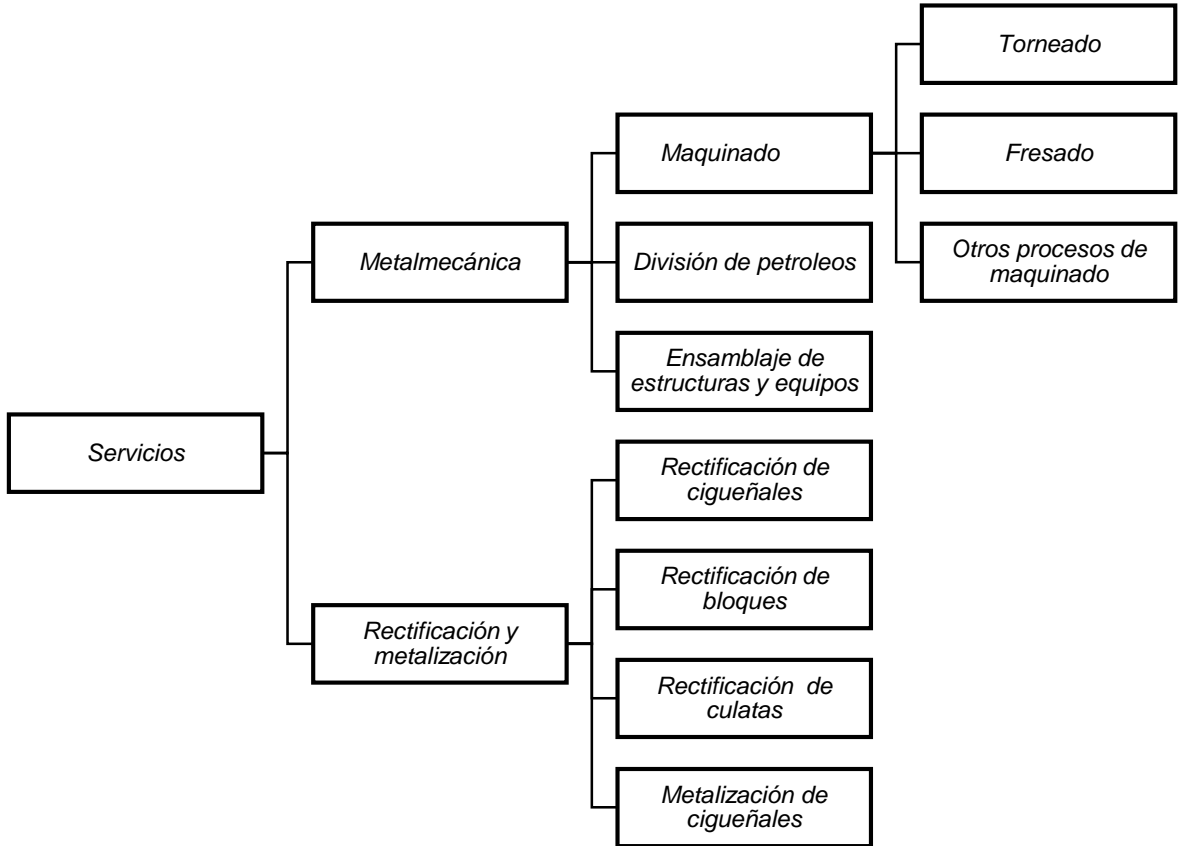 Torneado
Maquinado
Fresado
Metalmecánica
División de petroleos
Otros procesos de
maquinado
Ensamblaje de
estructuras y equipos
Servicios
Rectificación de
cigueñales
Rectificación de
bloques
Rectificación y
metalización
Rectificación  de
culatas
Metalización de
cigueñales